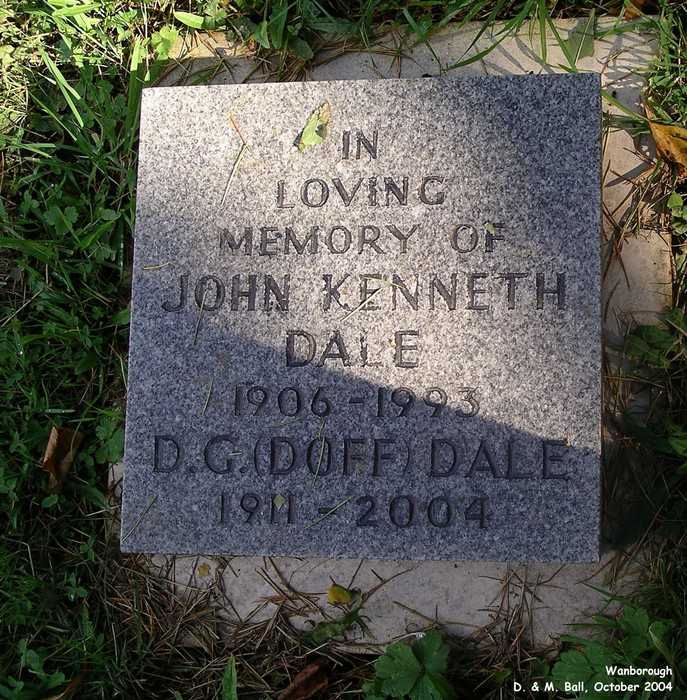 IN
LOVING
MEMORY OF
JOHN KENNETH
DALE
1906-1993
D.G.(DOFF) DALE
1911-2004
Wanborough
D. & M. Ball, October 2004